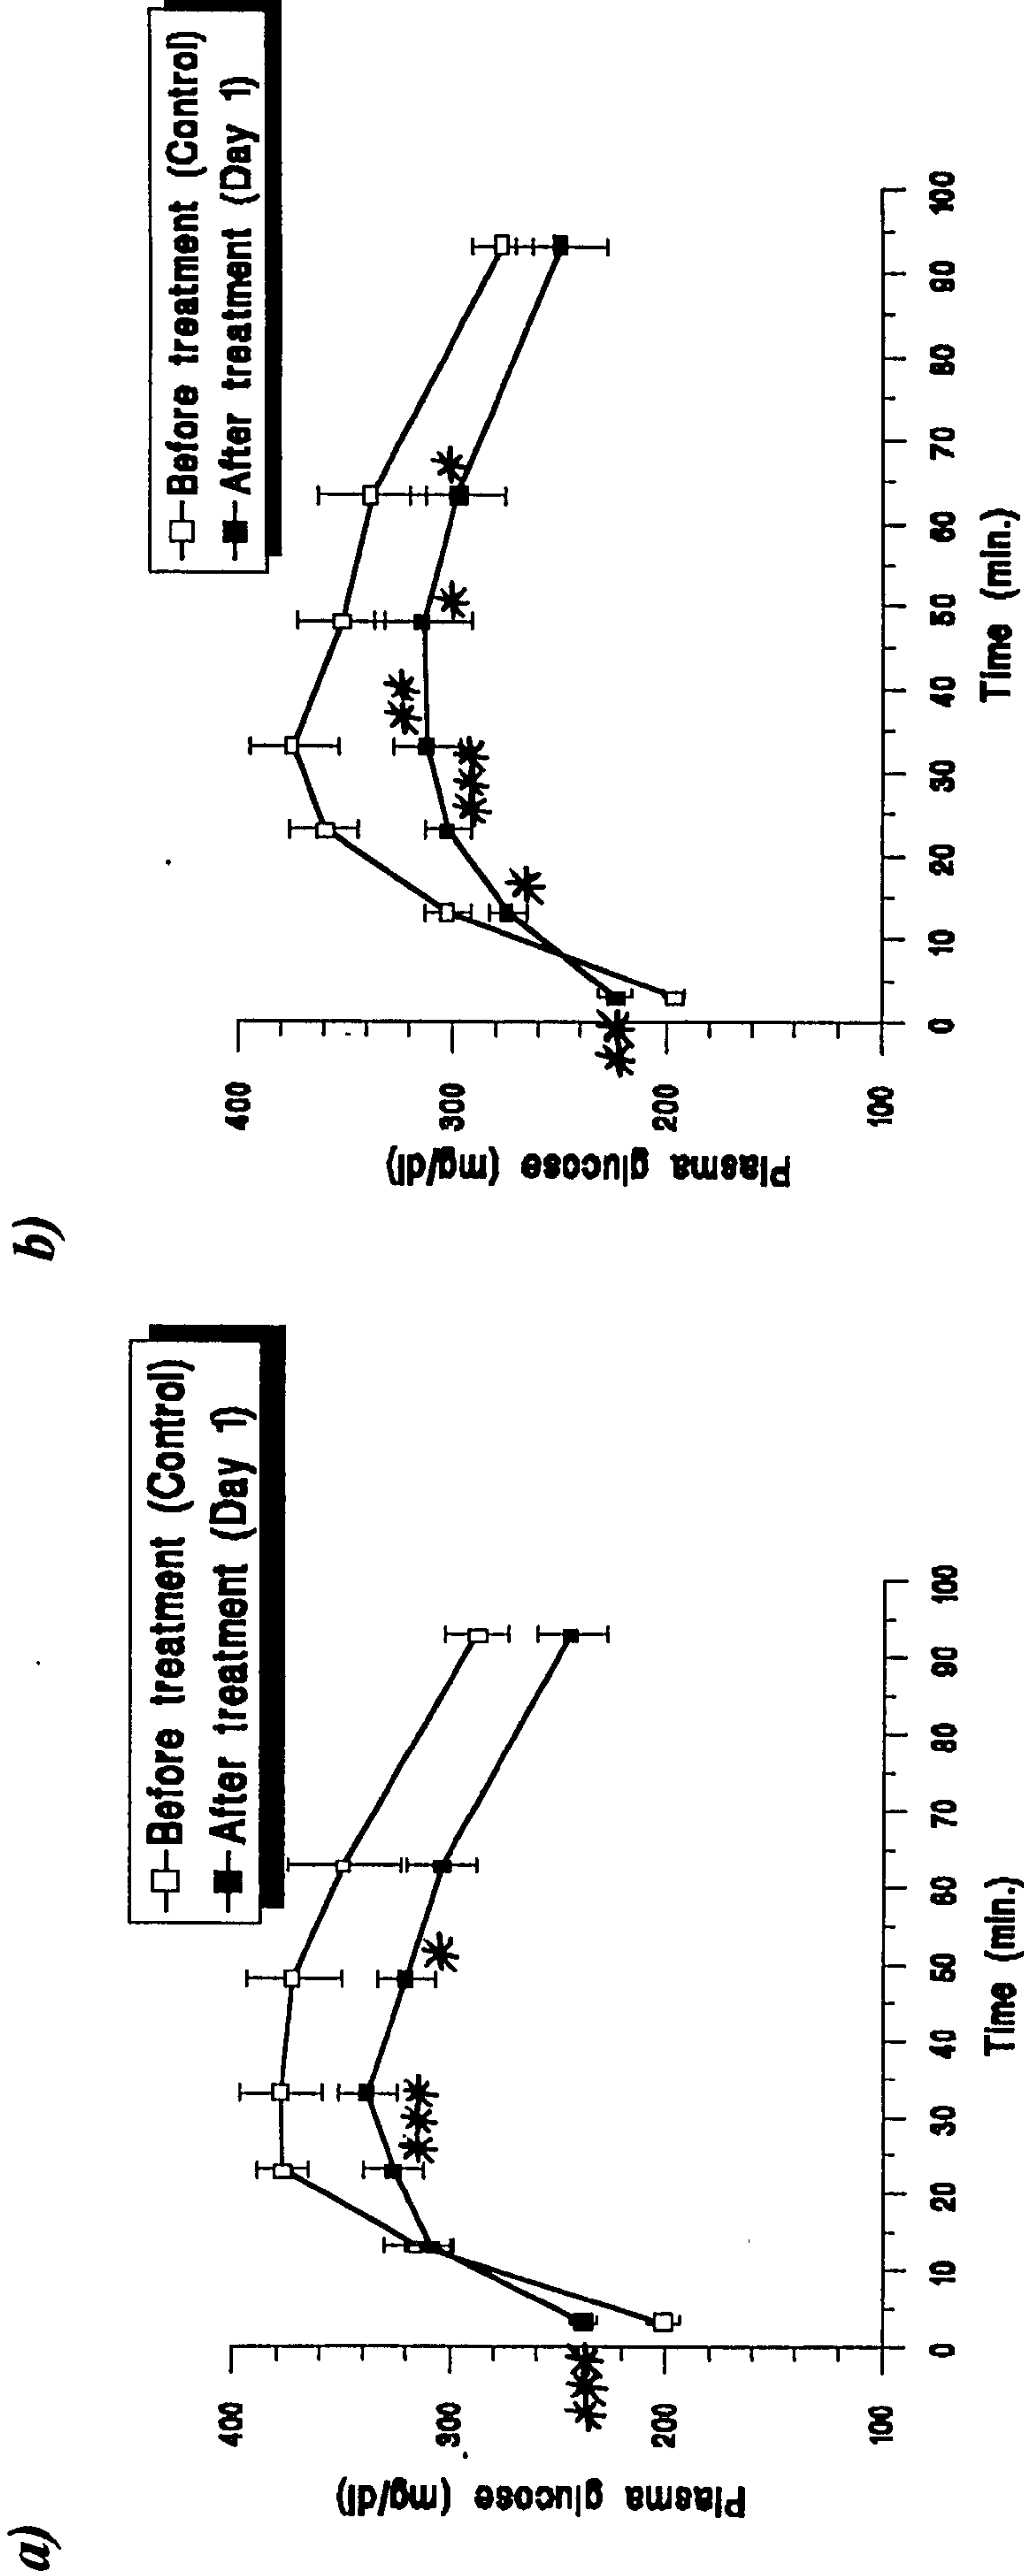 a)
Before treatment (Control)
After treatment (Day 1)
Plasma glucose (mg/dl)
400
300
200
100
0 10 20 30 40 50 60 70 80 90 100
Time (min.)
***
***
*
b)
Before treatment (Control)
After treatment (Day 1)
Plasma glucose (mg/dl)
400
300
200
100
0 10 20 30 40 50 60 70 80 90 100
Time (min.)
**
*
***
**
*
*